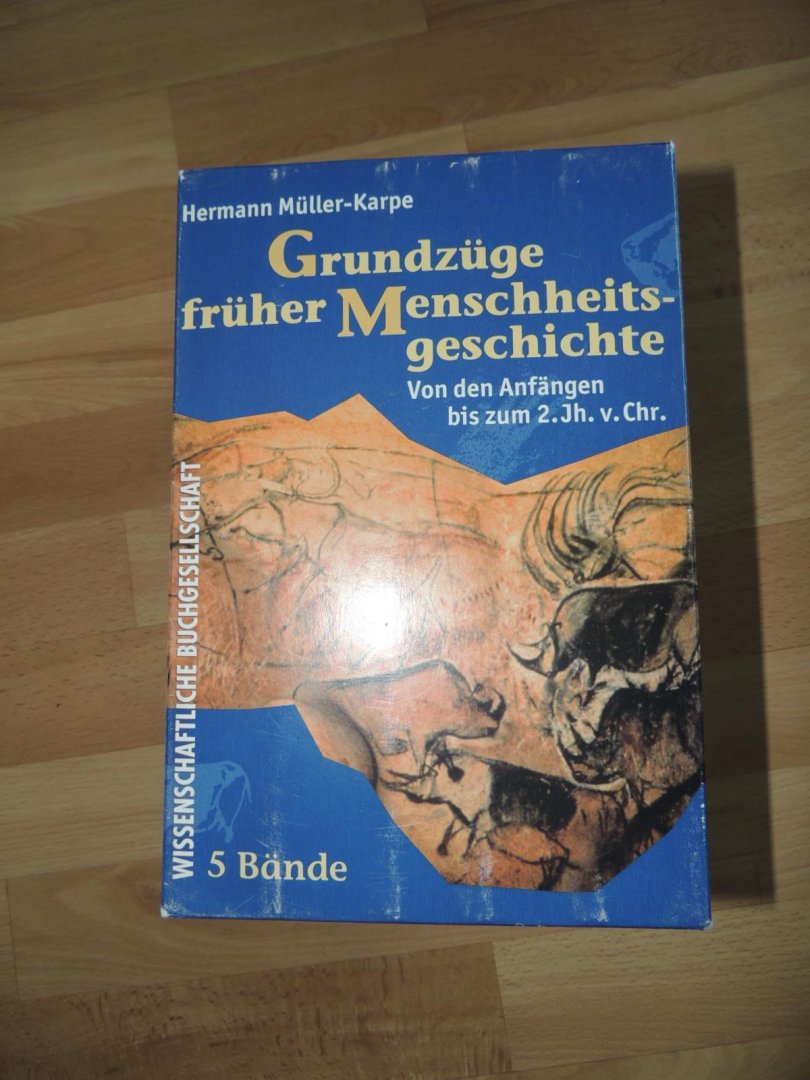 Hermann Müller-Karpe
Grundzüge
früher Menschheits-
geschichte
Von den Anfängen
bis zum 2. Jh. v. Chr.
WISSENSCHAFTLICHE BUCHGESELLSCHAFT
5 Bände